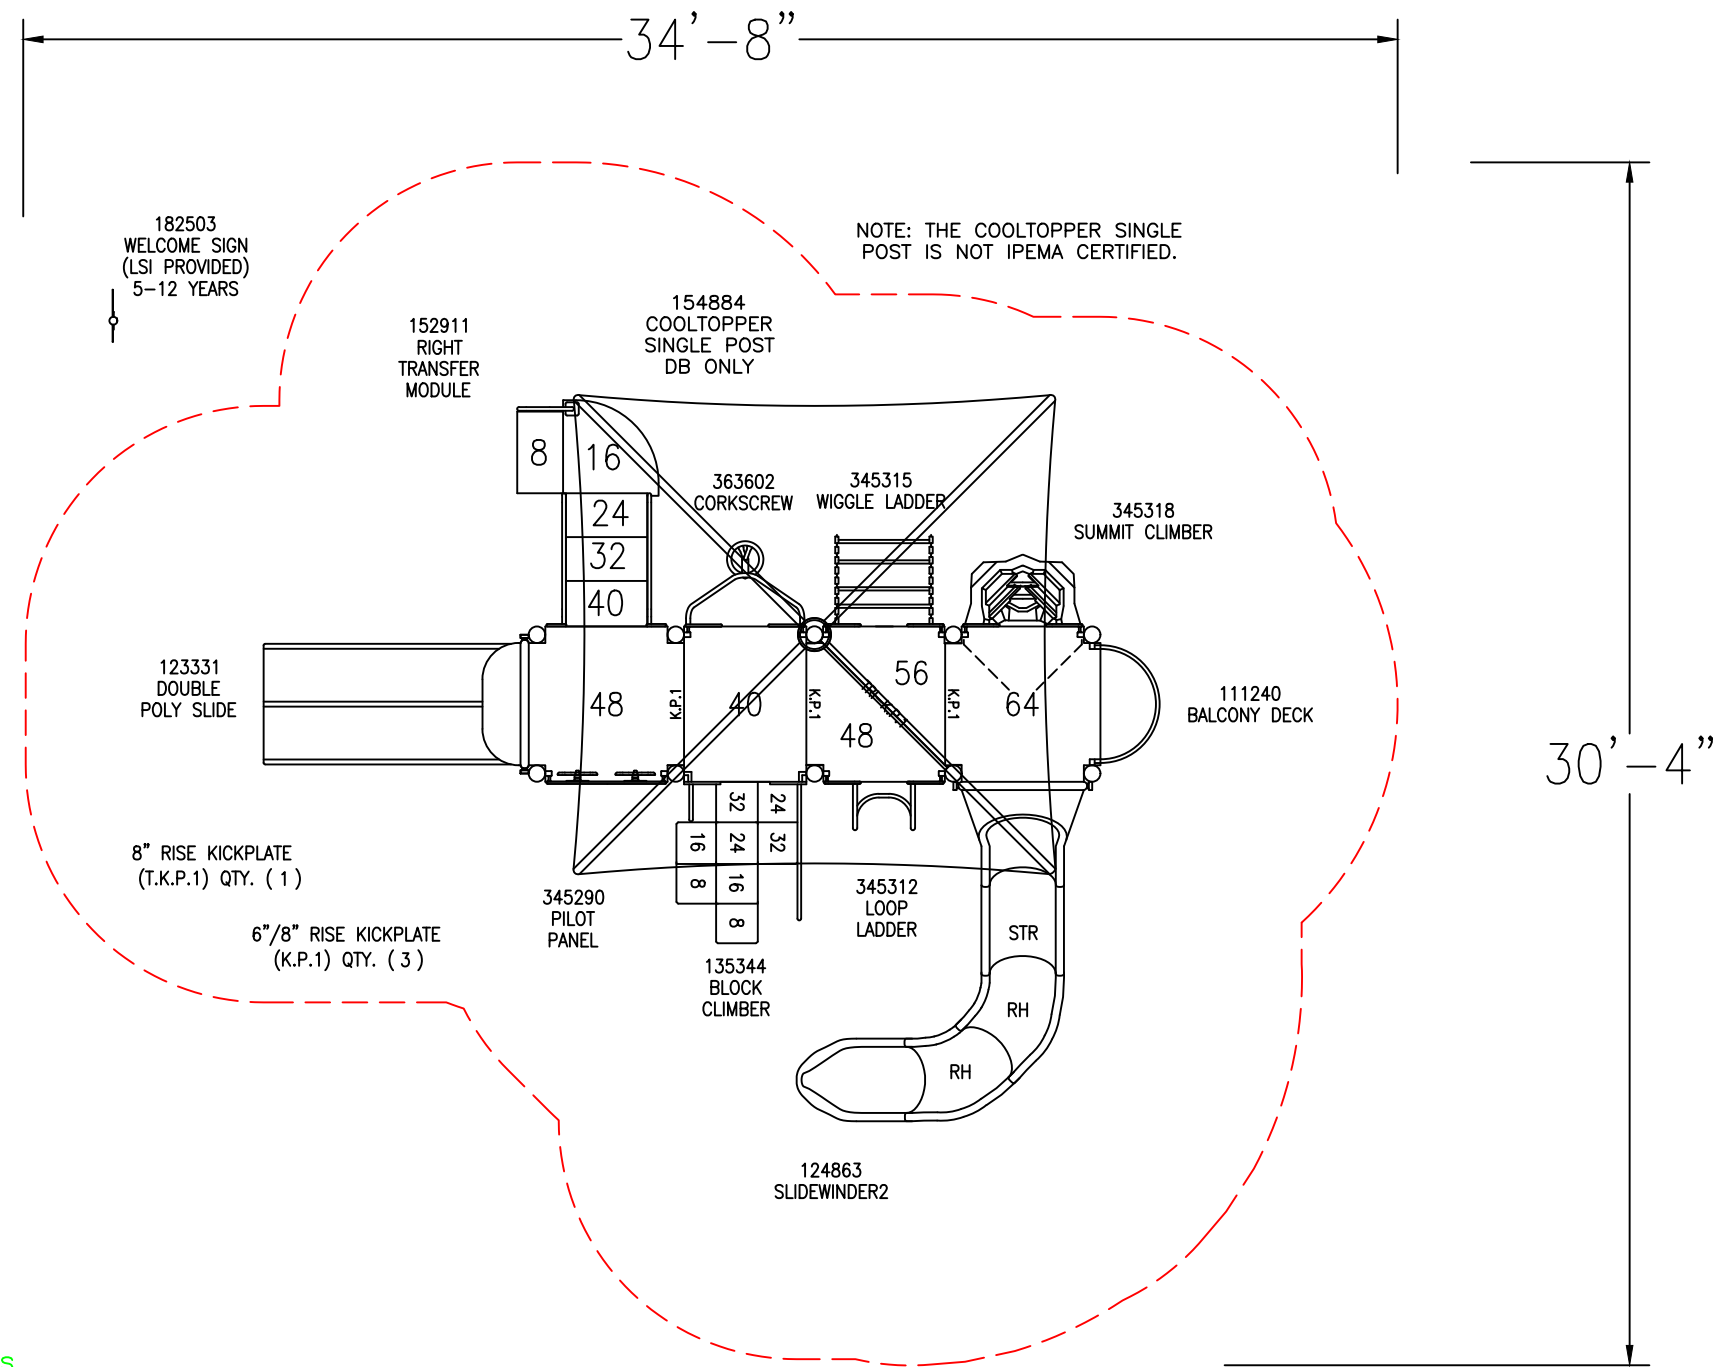 34'-8"
182503
WELCOME SIGN
(LSI PROVIDED)
5-12 YEARS
NOTE: THE COOLTOPPER SINGLE
POST IS NOT IPEMA CERTIFIED.
154884
COOLTOPPER
SINGLE POST
DB ONLY
152911
RIGHT
TRANSFER
MODULE
8
16
24
32
40
363602
CORKSCREW
345315
WIGGLE LADDER
345318
SUMMIT CLIMBER
123331
DOUBLE
POLY SLIDE
48
K.P.1
40
K.P.1
48
56
K.P.1
64
111240
BALCONY DECK
30'-4"
32
24
16
24
32
8
16
8
8" RISE KICKPLATE
(T.K.P.1) QTY. ( 1 )
6"/8" RISE KICKPLATE
(K.P.1) QTY. ( 3 )
345290
PILOT
PANEL
135344
BLOCK
CLIMBER
345312
LOOP
LADDER
STR
RH
RH
124863
SLIDEWINDER2
S